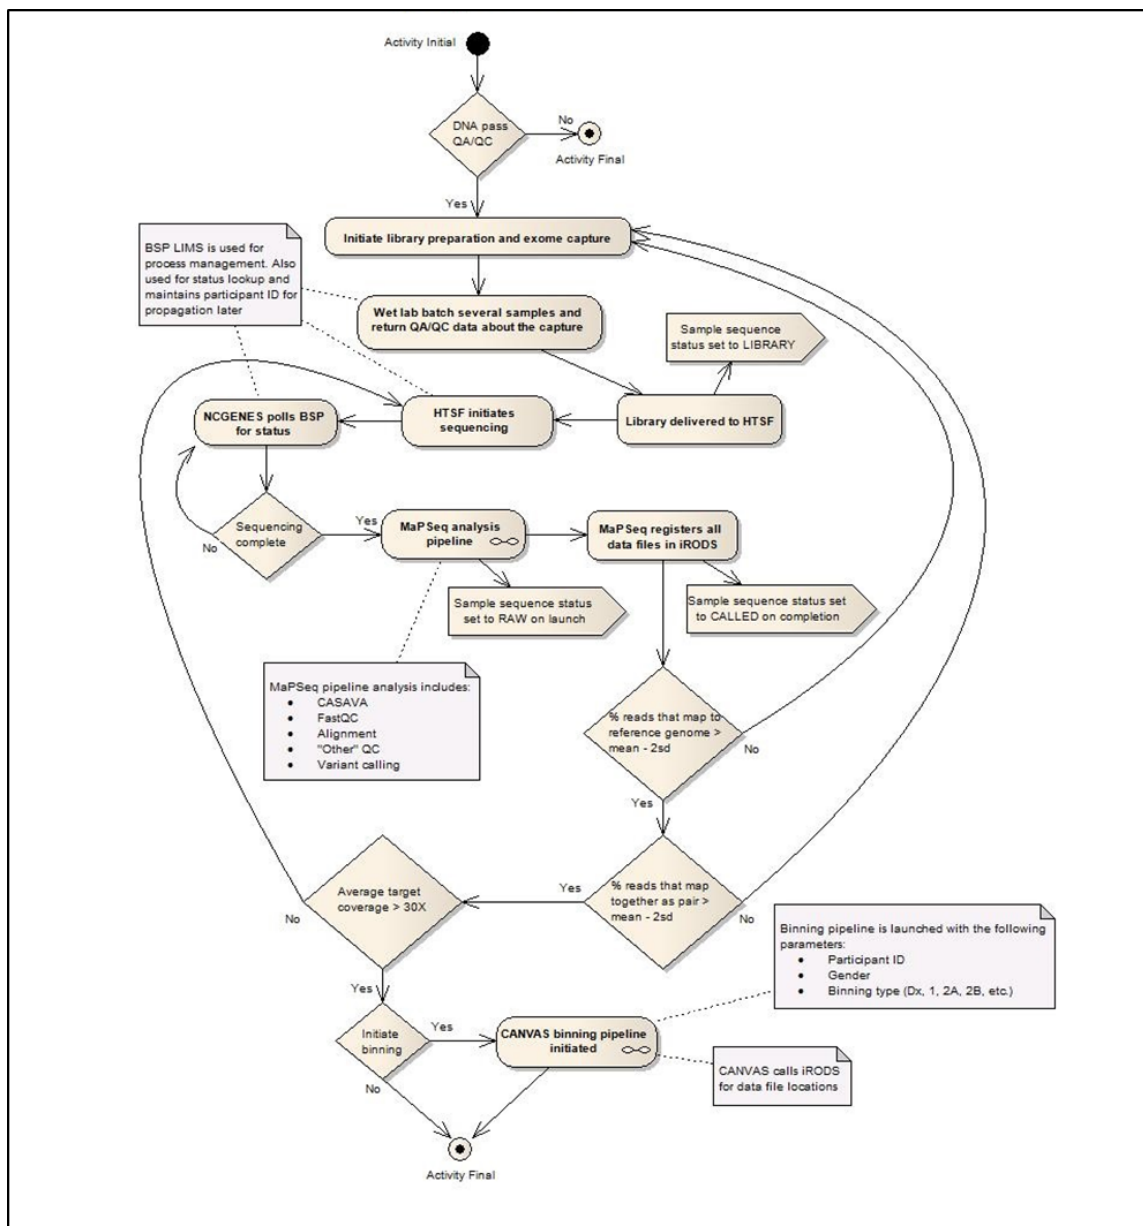 Activity Initial
DNA pass
QA/QC
No
Activity Final
Yes
Initiate library preparation and exome capture
BSP LIMS is used for
process management. Also
used for status lookup and
maintains participant ID for
propagation later
Wet lab batch several samples and
return QA/QC data about the capture
Sample sequence
status set to LIBRARY
NCGENES polls BSP
for status
HTSF initiates
sequencing
Library delivered to HTSF
Sequencing
complete
No
Yes
MaPSeq analysis
pipeline
MaPSeq registers all
data files in iRODS
Sample sequence status
set to RAW on launch
Sample sequence status set
to CALLED on completion
MaPSeq pipeline analysis includes:
• CASAVA
• FastQC
• Alignment
• "Other" QC
• Variant calling
% reads that map to
reference genome >
mean - 2sd
No
Yes
% reads that map
together as pair >
mean - 2sd
No
Yes
Average target
coverage > 30X
No
Yes
Binning pipeline is launched with the following
parameters:
• Participant ID
• Gender
• Binning type (Dx, 1, 2A, 2B, etc.)
Initiate
binning
Yes
No
CANVAS binning pipeline
initiated
CANVAS calls iRODS
for data file locations
Activity Final